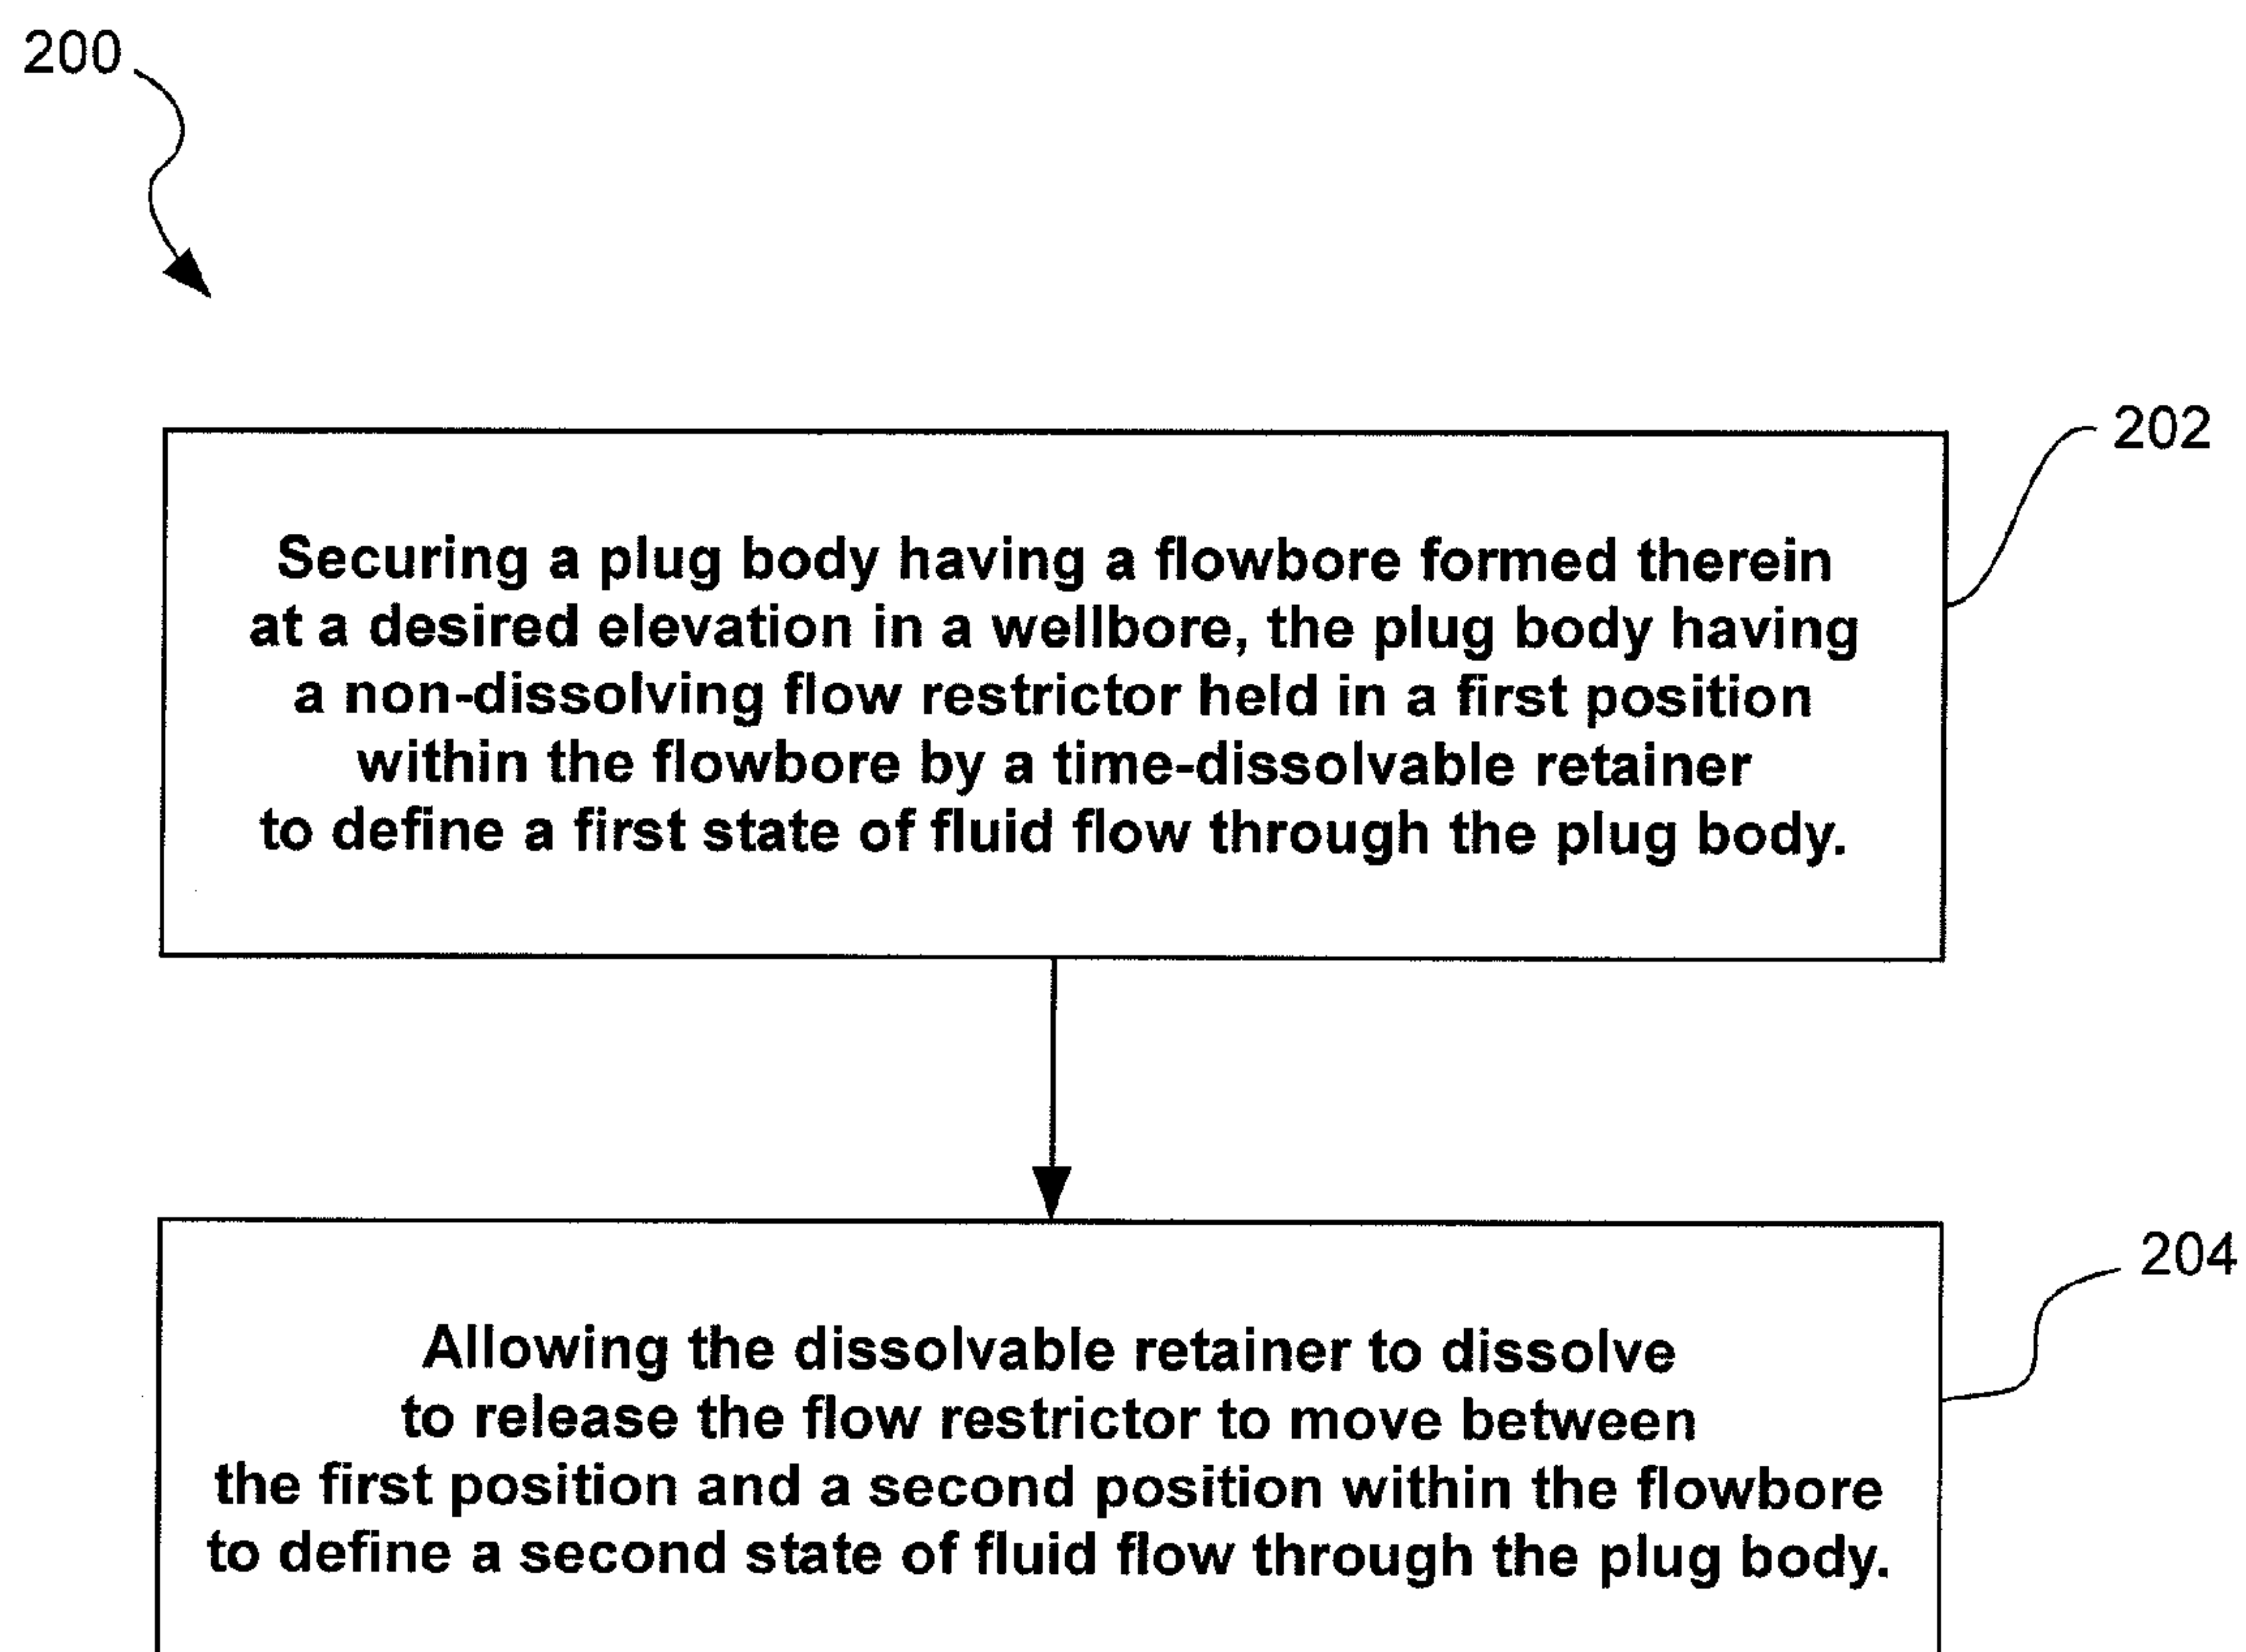 200
202
Securing a plug body having a flowbore formed therein
at a desired elevation in a wellbore, the plug body having
a non-dissolving flow restrictor held in a first position
within the flowbore by a time-dissolvable retainer
to define a first state of fluid flow through the plug body.
204
Allowing the dissolvable retainer to dissolve
to release the flow restrictor to move between
the first position and a second position within the flowbore
to define a second state of fluid flow through the plug body.